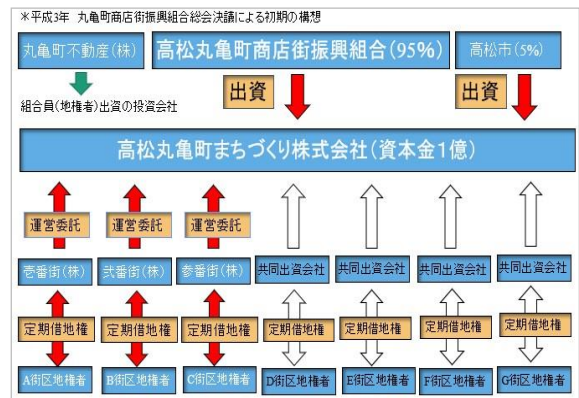 ＊平成3年 丸亀町商店街振興組合総会決議による初期の構想
丸亀町不動産(株) 高松丸亀町商店街振興組合(95%) 高松市(5%)
出資 出資
組合員(地権者)出資の投資会社
高松丸亀町まちづくり株式会社(資本金1億)
運営委託 運営委託 運営委託
壱番街(株) 弐番街(株) 参番街(株) 共同出資会社 共同出資会社 共同出資会社 共同出資会社
定期借地権 定期借地権 定期借地権 定期借地権 定期借地権 定期借地権 定期借地権
A街区地権者 B街区地権者 C街区地権者 D街区地権者 E街区地権者 F街区地権者 G街区地権者